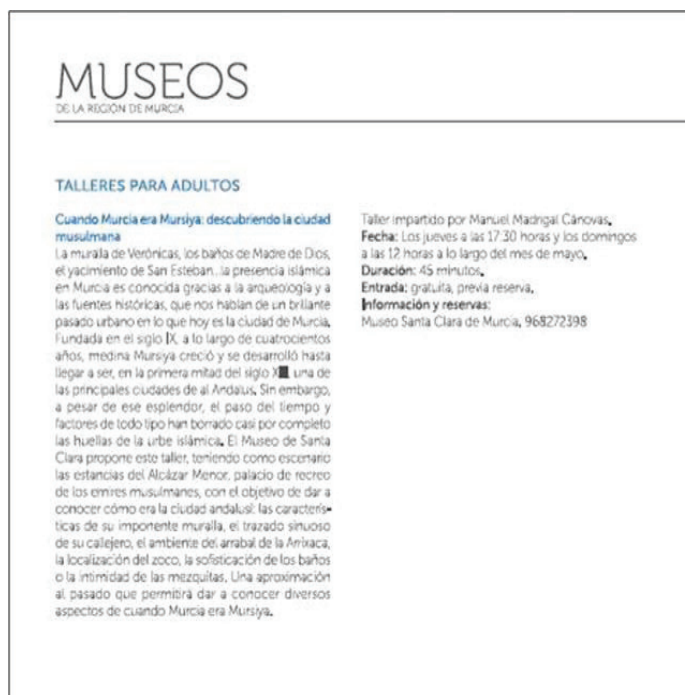 MUSEOS
DE LA REGIÓN DE MURCIA
TALLERES PARA ADULTOS
Cuando Murcia era Mursiya: descubriendo la ciudad
musulmana
La muralla de Verónicas, los baños de Madre de Dios,
el yacimiento de San Esteban...la presencia islámica
en Murcia es conocida gracias a la arqueología y a
las fuentes históricas, que nos hablan de un brillante
pasado urbano en lo que hoy es la ciudad de Murcia.
Fundada en el siglo IX, a lo largo de cuatrocientos
años, medina Mursiya creció y se desarrolló hasta
llegar a ser, en la primera mitad del siglo una de
las principales ciudades de al Andalus. Sin embargo,
a pesar de ese esplendor, el paso del tiempo y
factores de todo tipo han borrado casi por completo
las huellas de la urbe islámica. El Museo de Santa
Clara propone este taller, teniendo como escenario
las estancias del Alcázar Menor, palacio de recreo
de los emires musulmanes, con el objetivo de dar a
conocer cómo era la ciudad andalusí: las caracterís-
ticas de su imponente muralla, el trazado sinuoso
de su callejero, el ambiente del arrabal de la Arrixaca,
la localización del zoco, la sofisticación de los baños
o la intimidad de las mezquitas. Una aproximación
al pasado que permitirá dar a conocer diversos
aspectos de cuando Murcia era Mursiya.
Taller impartido por Manuel Madrigal Cánovas.
Fecha: Los jueves a las 17:30 horas y los domingos
a las 12 horas a lo largo del mes de mayo.
Duración: 45 minutos.
Entrada: gratuita, previa reserva.
Información y reservas:
Museo Santa Clara de Murcia, 968272398